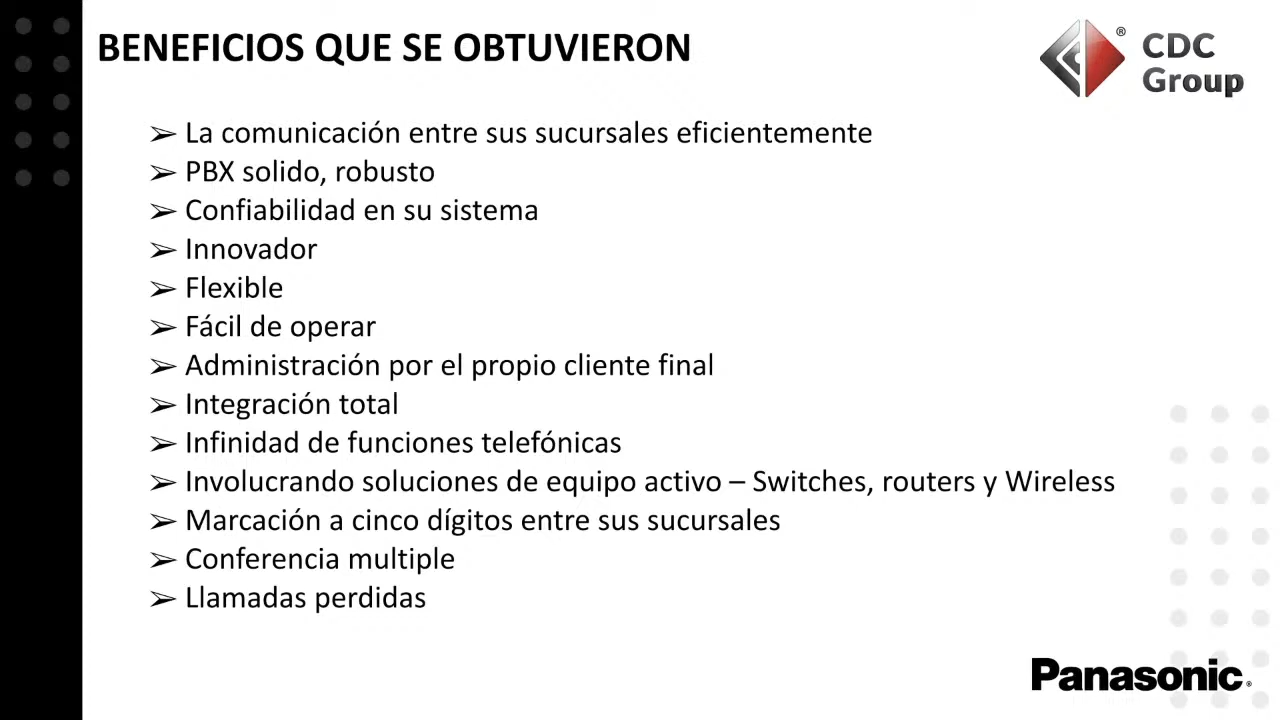 BENEFICIOS QUE SE OBTUVIERON
® CDC
Group
➢ La comunicación entre sus sucursales eficientemente
➢ PBX solido, robusto
➢ Confiabilidad en su sistema
➢ Innovador
➢ Flexible
➢ Fácil de operar
➢ Administración por el propio cliente final
➢ Integración total
➢ Infinidad de funciones telefónicas
➢ Involucrando soluciones de equipo activo – Switches, routers y Wireless
➢ Marcación a cinco dígitos entre sus sucursales
➢ Conferencia multiple
➢ Llamadas perdidas
Panasonic®